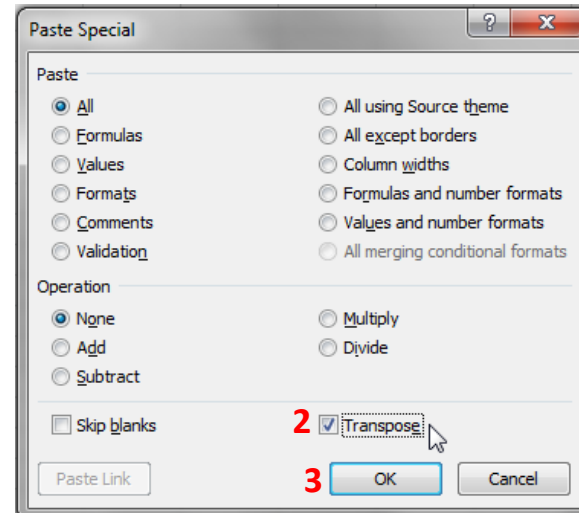 Paste Special
Paste
All
All using Source theme
Formulas
All except borders
Values
Column widths
Formats
Formulas and number formats
Comments
Values and number formats
Validation
All merging conditional formats
Operation
None
Multiply
Add
Divide
Subtract
Skip blanks
2 Transpose
Paste Link
3 OK
Cancel